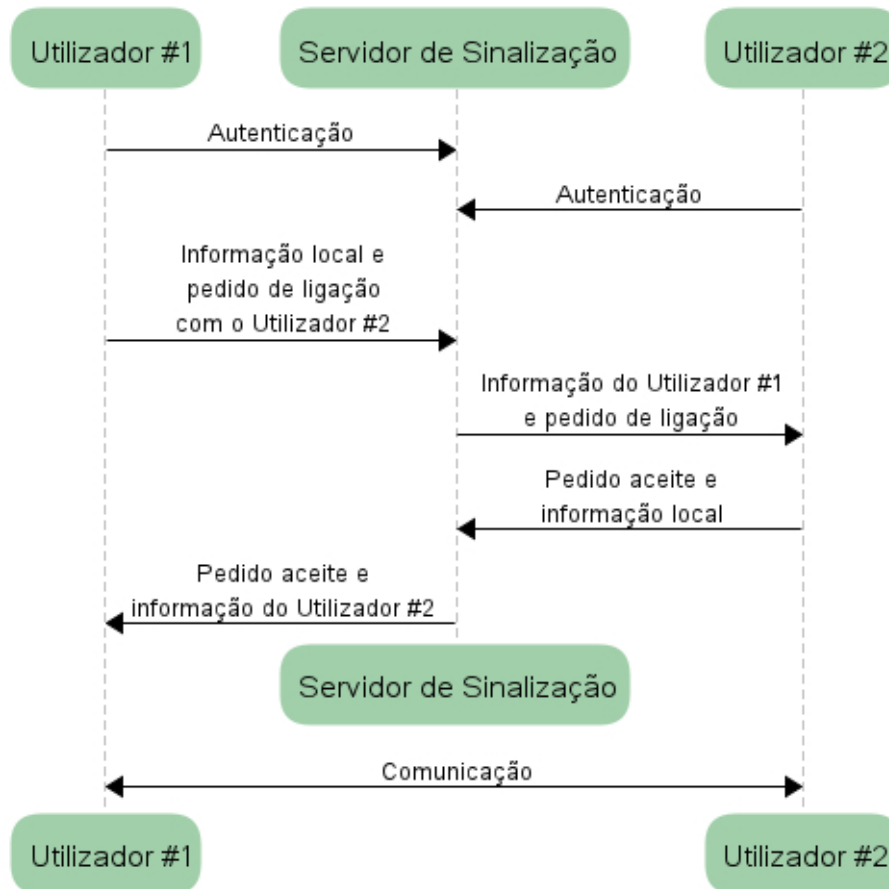 Utilizador #1
Servidor de Sinalização
Utilizador #2
Autenticação
Autenticação
Informação local e
pedido de ligação
com o Utilizador #2
Informação do Utilizador #1
e pedido de ligação
Pedido aceite e
informação local
Pedido aceite e
informação do Utilizador #2
Servidor de Sinalização
Comunicação
Utilizador #1
Utilizador #2